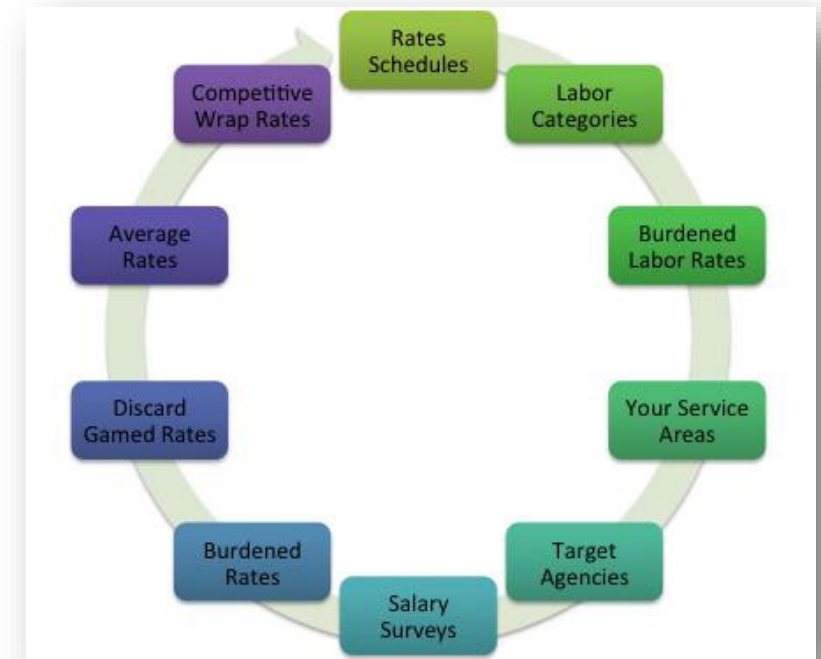 Rates
Schedules
Labor
Categories
Burdened
Labor Rates
Your Service
Areas
Target
Agencies
Salary
Surveys
Burdened
Rates
Discard
Gamed Rates
Average
Rates
Competitive
Wrap Rates